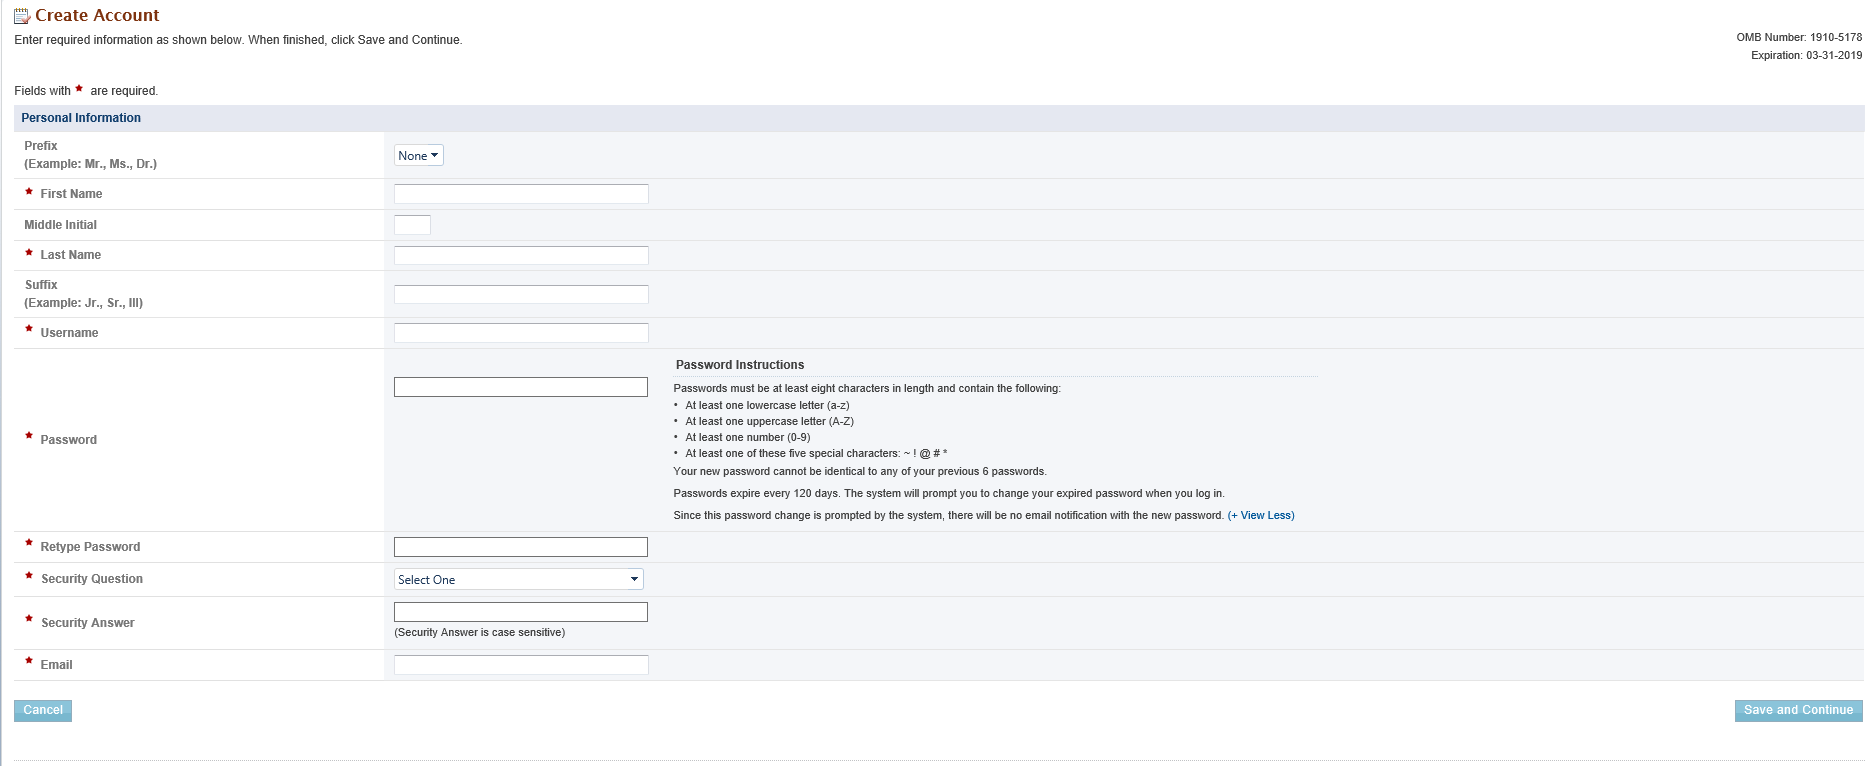 Create Account
Enter required information as shown below. When finished, click Save and Continue.
OMB Number: 1910-5178
Expiration: 03-31-2019
Fields with * are required.
Personal Information
Prefix
(Example: Mr., Ms., Dr.)
None
* First Name
Middle Initial
* Last Name
Suffix
(Example: Jr., Sr., III)
* Username
* Password
Password Instructions
Passwords must be at least eight characters in length and contain the following:
• At least one lowercase letter (a-z)
• At least one uppercase letter (A-Z)
• At least one number (0-9)
• At least one of these five special characters: ~ ! @ # *
Your new password cannot be identical to any of your previous 6 passwords.
Passwords expire every 120 days. The system will prompt you to change your expired password when you log in.
Since this password change is prompted by the system, there will be no email notification with the new password. (+ View Less)
* Retype Password
* Security Question
Select One
* Security Answer
(Security Answer is case sensitive)
* Email
Cancel
Save and Continue